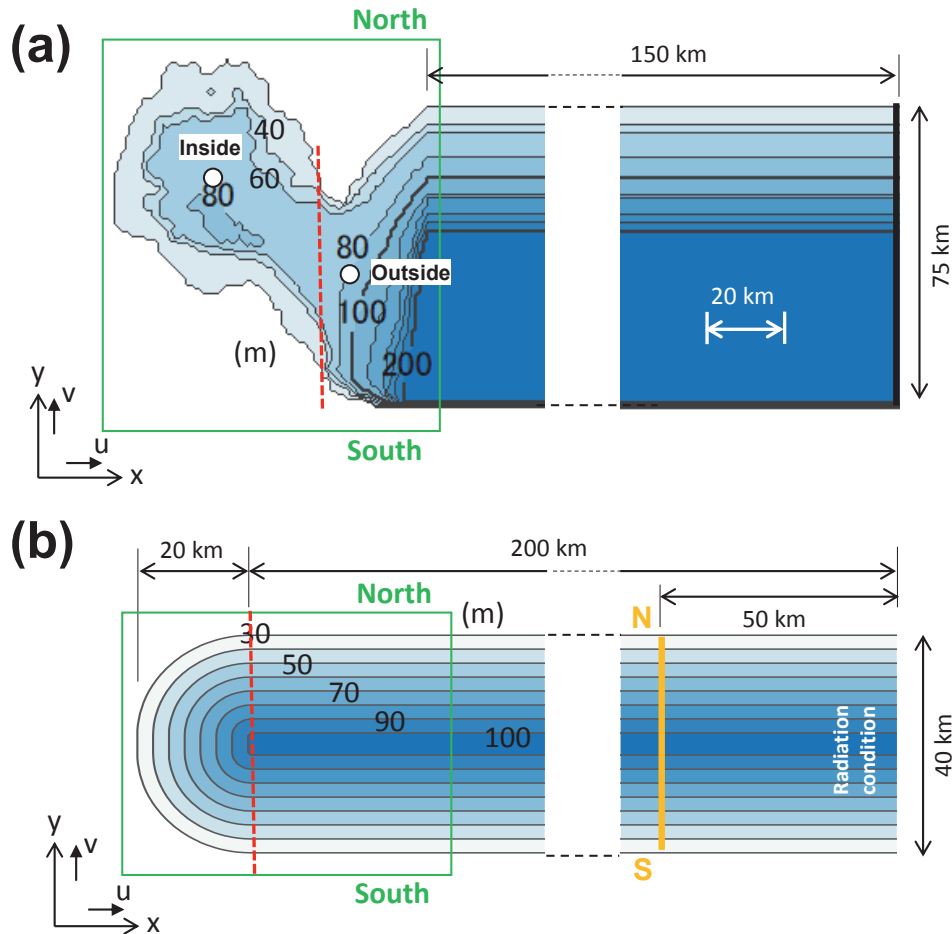 (a)
North
150 km
40
Inside
60
80
80
Outside
75 km
20 km
100
(m)
200
y
v
u
x
South
(b)
20 km
200 km
North
(m)
N
50 km
30
50
70
90
100
Radiation
condition
40 km
y
v
u
x
South
S